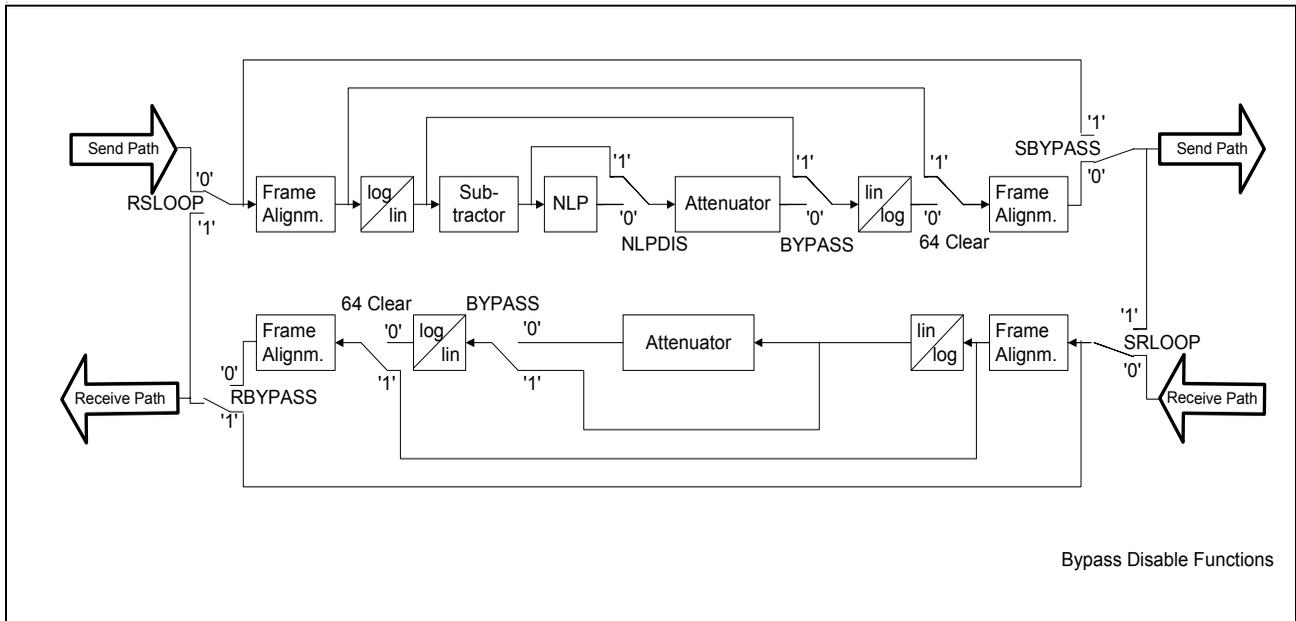 '1'
SBYPASS
'0'
Send Path
Send Path
'0'
RSLOOP
'1'
Frame
Alignm.
log
lin
Sub-
tractor
NLP
'1'
'0'
NLPDIS
Attenuator
'1'
'0'
BYPASS
lin
log
'1'
'0'
64 Clear
Frame
Alignm.
64 Clear
BYPASS
Frame
Alignm.
'0'
'1'
log
lin
'0'
'1'
Attenuator
lin
log
Frame
Alignm.
'1'
SRLOOP
'0'
Receive Path
'0'
RBYPASS
'1'
Receive Path
Bypass Disable Functions